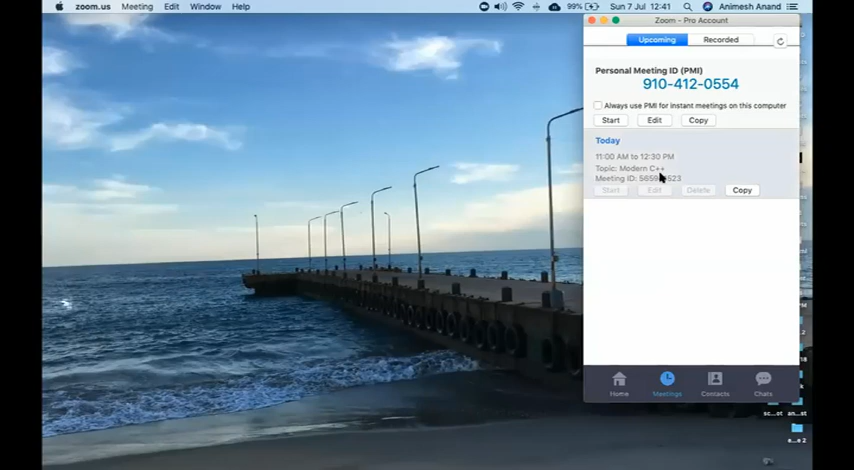 zoom.us Meeting Edit Window Help 99% Sun 7 Jul 12:41 Animesh Anand
Zoom - Pro Account
Upcoming Recorded
Personal Meeting ID (PMI)
910-412-0554
Always use PMI for instant meetings on this computer
Start Edit Copy
Today
11:00 AM to 12:30 PM
Topic: Modern C++
Meeting ID:
Start Edit Delete Copy
Home Meetings Contacts Chats